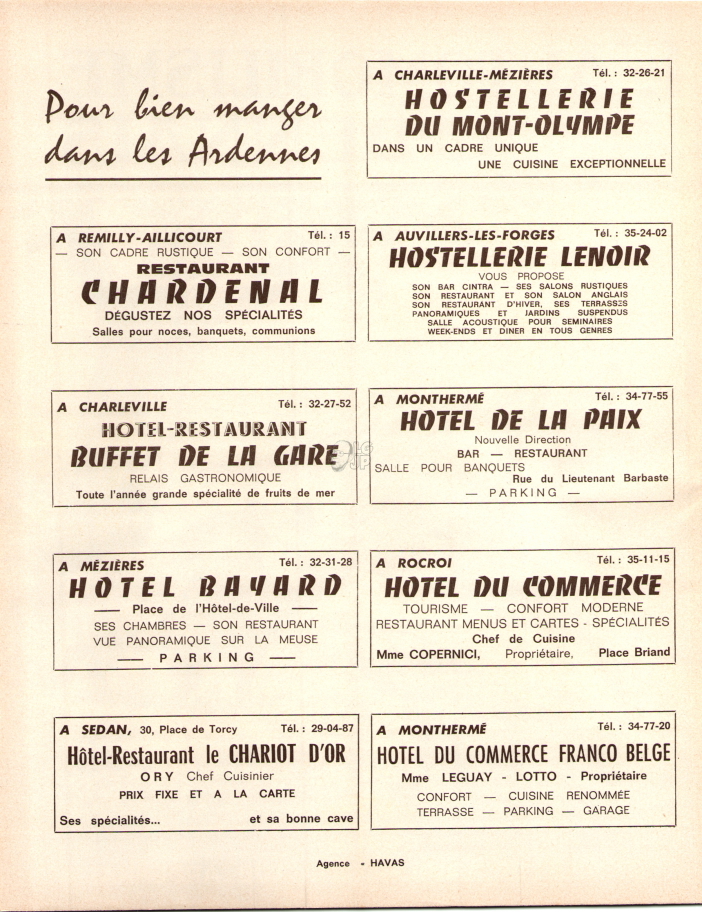 Pour bien manger
dans les Ardennes
A CHARLEVILLE-MÉZIÈRES Tél. : 32-26-21
HOSTELLERIE
DU MONT-OLYMPE
DANS UN CADRE UNIQUE
UNE CUISINE EXCEPTIONNELLE
A REMILLY-AILLICOURT Tél. : 15
— SON CADRE RUSTIQUE — SON CONFORT —
RESTAURANT
CHARDENAL
DÉGUSTEZ NOS SPÉCIALITÉS
Salles pour noces, banquets, communions
A AUVILLERS-LES-FORGES Tél. : 35-24-02
HOSTELLERIE LENOIR
VOUS PROPOSE
SON BAR CINTRA — SES SALONS RUSTIQUES
SON RESTAURANT ET SON SALON ANGLAIS
SON RESTAURANT D'HIVER, SES TERRASSES
PANORAMIQUES ET JARDINS SUSPENDUS
SALLE ACOUSTIQUE POUR SEMINAIRES
WEEK-ENDS ET DINER EN TOUS GENRES
A CHARLEVILLE Tél. : 32-27-52
HOTEL-RESTAURANT
BUFFET DE LA GARE
RELAIS GASTRONOMIQUE
Toute l'année grande spécialité de fruits de mer
A MONTHERMÉ Tél. : 34-77-55
HOTEL DE LA PAIX
Nouvelle Direction
BAR — RESTAURANT
SALLE POUR BANQUETS
Rue du Lieutenant Barbaste
— PARKING —
A MÉZIÈRES Tél. : 32-31-28
HOTEL BAYARD
— Place de l'Hôtel-de-Ville —
SES CHAMBRES — SON RESTAURANT
VUE PANORAMIQUE SUR LA MEUSE
— PARKING —
A ROCROI Tél. : 35-11-15
HOTEL DU COMMERCE
TOURISME — CONFORT MODERNE
RESTAURANT MENUS ET CARTES - SPÉCIALITÉS
Chef de Cuisine
Mme COPERNICI, Propriétaire, Place Briand
A SEDAN, 30, Place de Torcy Tél. : 29-04-87
Hôtel-Restaurant le CHARIOT D'OR
ORY Chef Cuisinier
PRIX FIXE ET A LA CARTE
Ses spécialités... et sa bonne cave
A MONTHERMÉ Tél. : 34-77-20
HOTEL DU COMMERCE FRANCO BELGE
Mme LEGUAY - LOTTO - Propriétaire
CONFORT — CUISINE RENOMMÉE
TERRASSE — PARKING — GARAGE
Agence - HAVAS